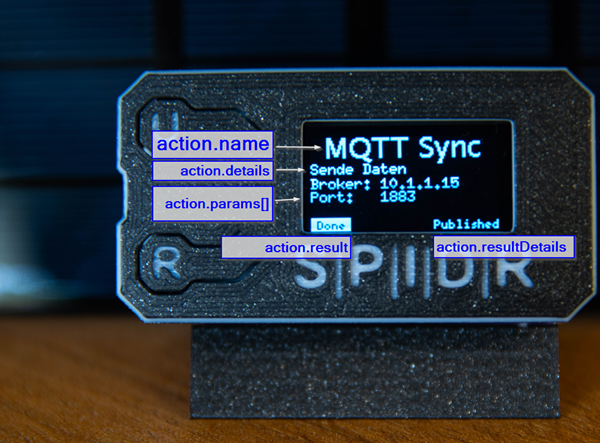 U
action.name
MQTT Sync
action.details
Sende Daten
Broker: 10.1.1.15
action.params[]
Port: 1883
Done
Published
action.result
action.resultDetails
R
S|P|I|D|R